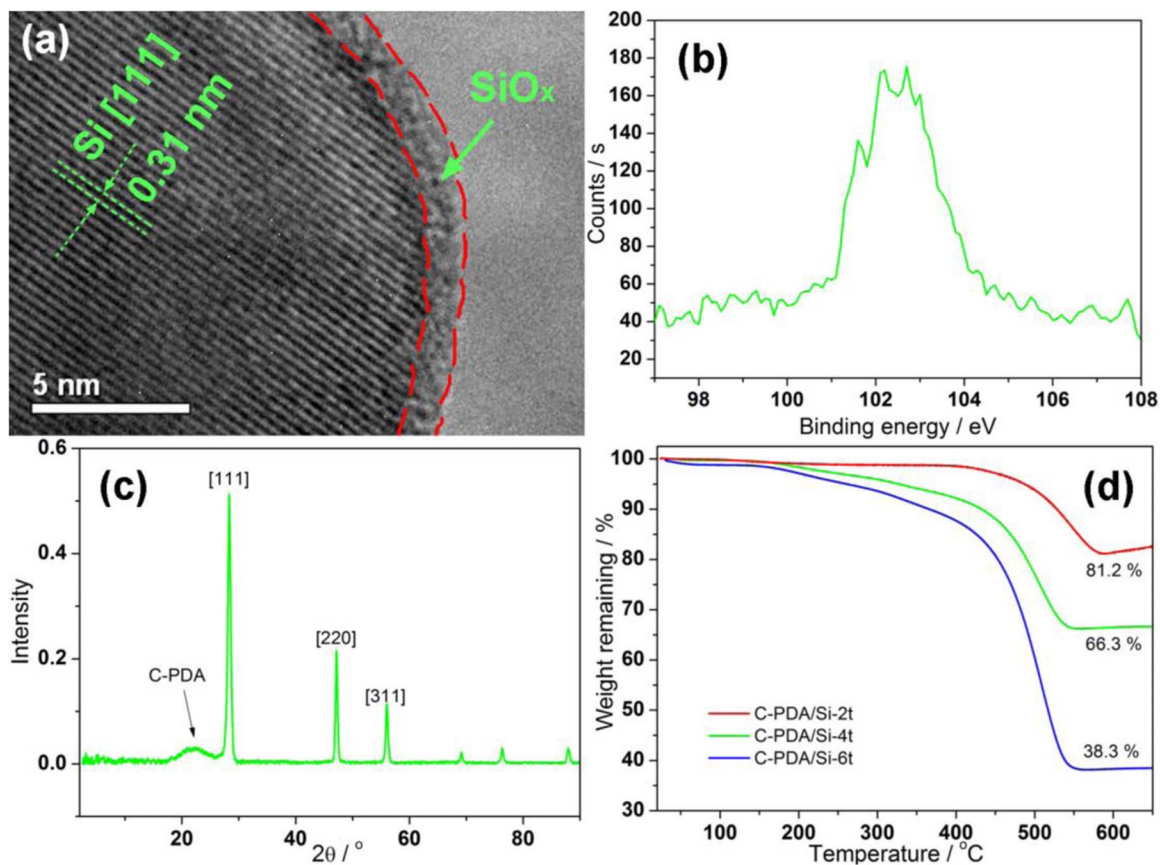 (a)
Si [111]
0.31 nm
SiOx
5 nm
(b)
Counts / s
200
180
160
140
120
100
80
60
40
20
98 100 102 104 106 108
Binding energy / eV
(c)
Intensity
0.6
0.4
0.2
0.0
[111]
[220]
[311]
C-PDA
20 40 60 80
2θ / °
(d)
Weight remaining / %
100
90
80
70
60
50
40
30
81.2 %
66.3 %
38.3 %
C-PDA/Si-2t
C-PDA/Si-4t
C-PDA/Si-6t
100 200 300 400 500 600
Temperature / °C